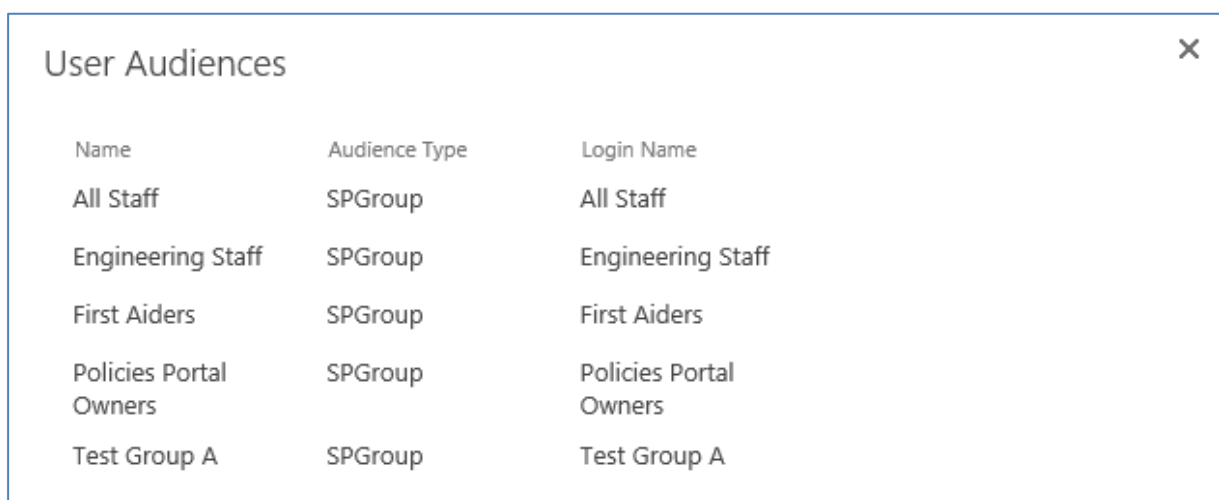 User Audiences
Name Audience Type Login Name
All Staff SPGroup All Staff
Engineering Staff SPGroup Engineering Staff
First Aiders SPGroup First Aiders
Policies Portal SPGroup Policies Portal
Owners Owners
Test Group A SPGroup Test Group A